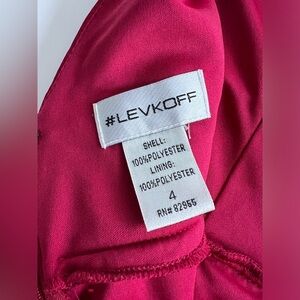 #LEVKOFF
SHELL:
100%POLYESTER
LINING:
100%POLYESTER
4
RN# 82955